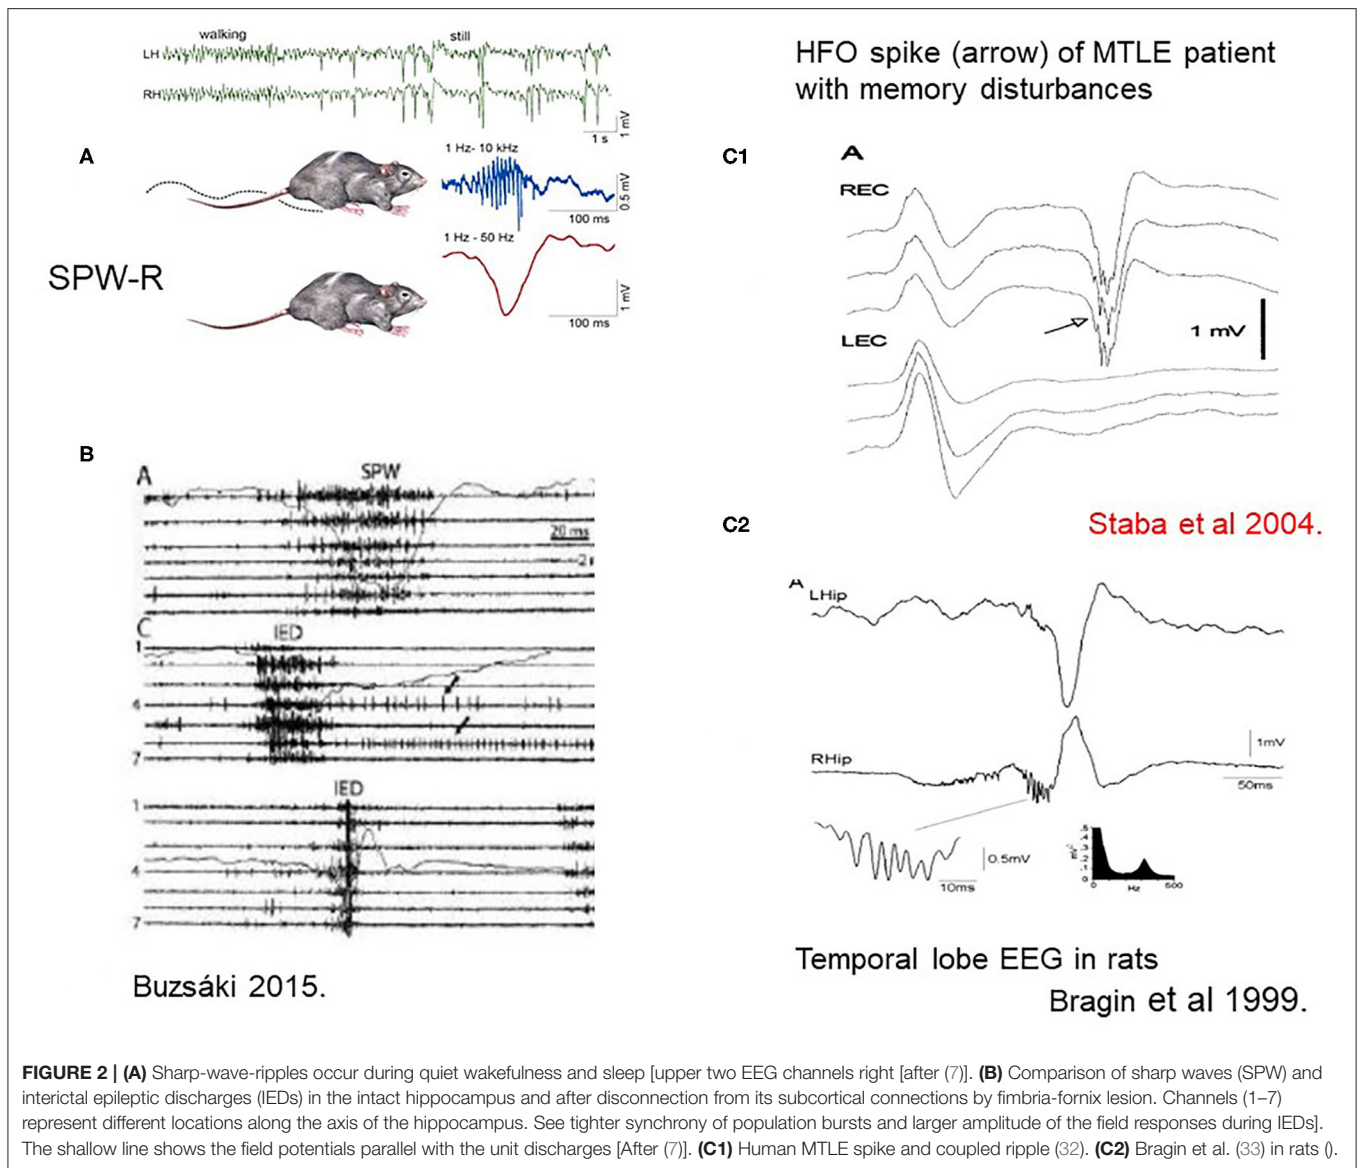 walking
still
LH
RH
1 mV
1 s
A
1 Hz- 10 kHz
0.5 mV
100 ms
1 Hz - 50 Hz
SPW-R
1 mV
100 ms
B
A
SPW
20 ms
2
C
IED
1
4
7
IED
1
4
7
Buzsáki 2015.
HFO spike (arrow) of MTLE patient
with memory disturbances
C1
A
REC
1 mV
LEC
Staba et al 2004.
C2
A
LHip
1mV
RHip
50ms
0.5mV
10ms
mV²
.5
.4
.3
.2
.1
0
0
Hz
500
Temporal lobe EEG in rats
Bragin et al 1999.
FIGURE 2 | (A) Sharp-wave-ripples occur during quiet wakefulness and sleep [upper two EEG channels right [after (7)]. (B) Comparison of sharp waves (SPW) and
interictal epileptic discharges (IEDs) in the intact hippocampus and after disconnection from its subcortical connections by fimbria-fornix lesion. Channels (1–7)
represent different locations along the axis of the hippocampus. See tighter synchrony of population bursts and larger amplitude of the field responses during IEDs].
The shallow line shows the field potentials parallel with the unit discharges [After (7)]. (C1) Human MTLE spike and coupled ripple (32). (C2) Bragin et al. (33) in rats ().